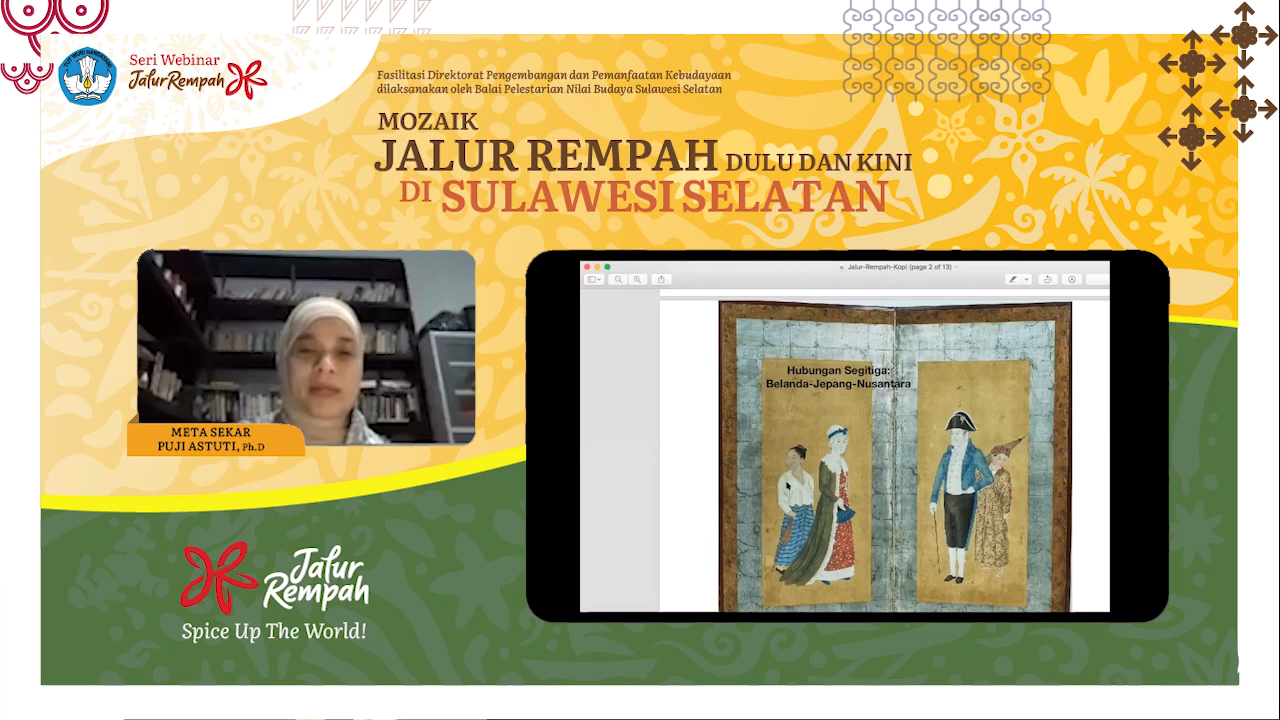 Seri Webinar
Jalur Rempah
Fasilitasi Direktorat Pengembangan dan Pemanfaatan Kebudayaan
dilaksanakan oleh Balai Pelestarian Nilai Budaya Sulawesi Selatan
MOZAIK
JALUR REMPAH DULU DAN KINI
DI SULAWESI SELATAN
META SEKAR
PUJI ASTUTI, Ph.D
Jalur-Rempah-Kopi (page 2 of 13)
Hubungan Segitiga:
Belanda-Jepang-Nusantara
Jalur
Rempah
Spice Up The World!